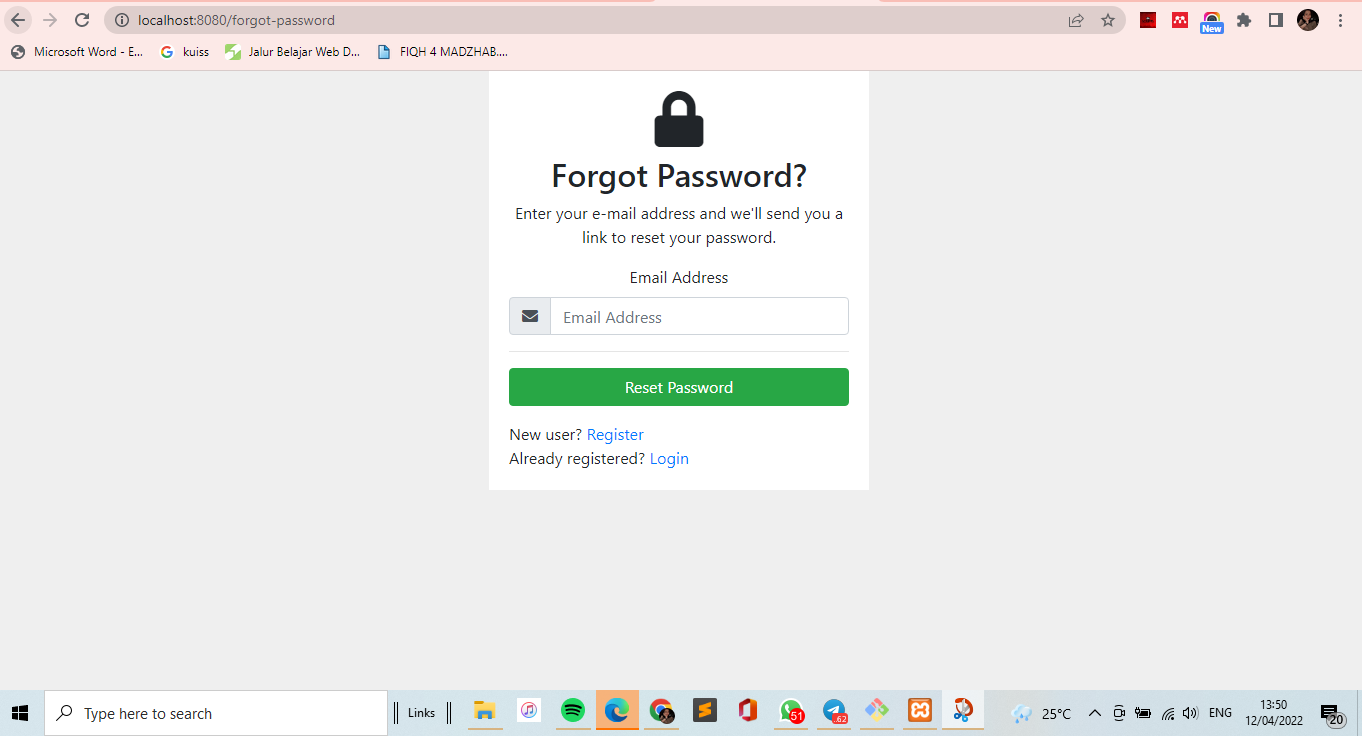 localhost:8080/forgot-password
New
Microsoft Word - E...
kuiss
Jalur Belajar Web D...
FIQH 4 MADZHAB....
Forgot Password?
Enter your e-mail address and we'll send you a
link to reset your password.
Email Address
Email Address
Reset Password
New user? Register
Already registered? Login
Type here to search
Links
51
.62
25°C
ENG
13:50
12/04/2022
20